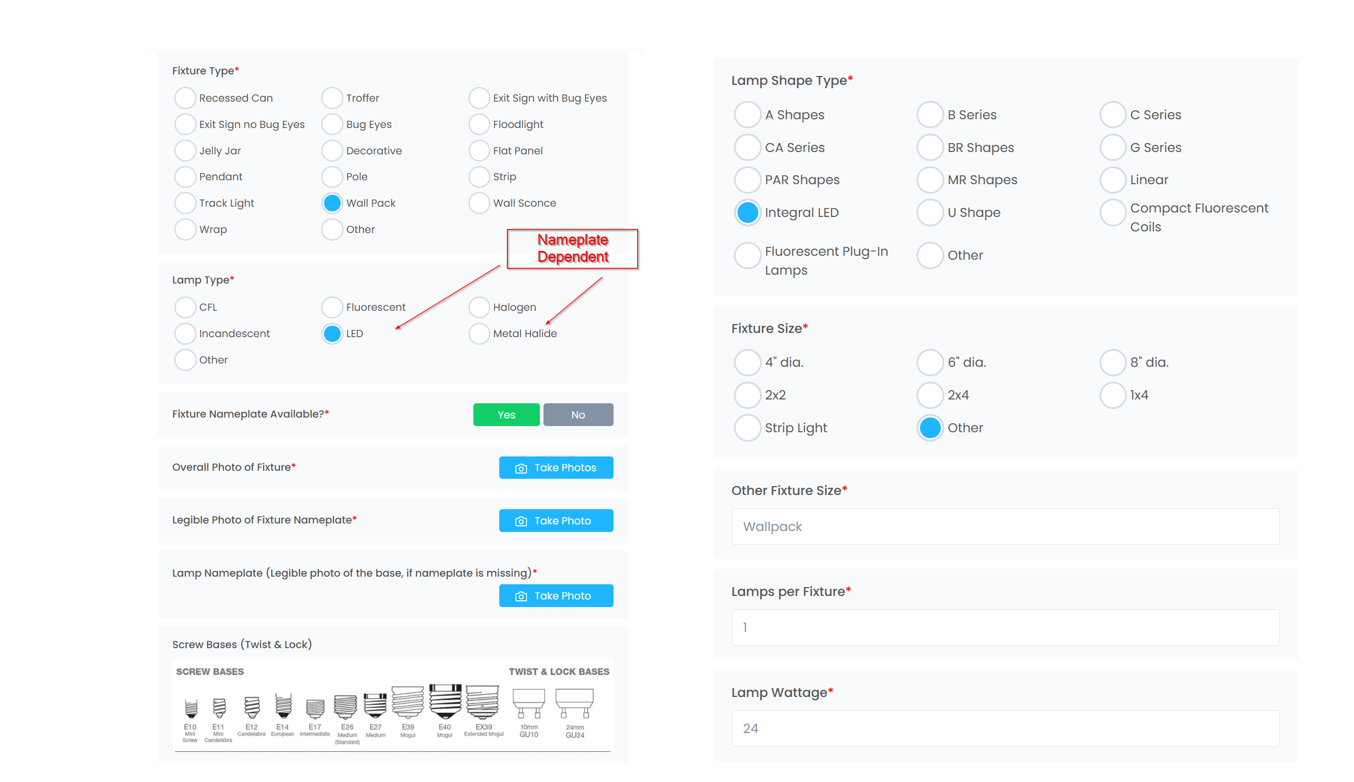 Fixture Type*
Recessed Can
Troffer
Exit Sign with Bug Eyes
Exit Sign no Bug Eyes
Bug Eyes
Floodlight
Jelly Jar
Decorative
Flat Panel
Pendant
Pole
Strip
Track Light
Wall Pack
Wall Sconce
Wrap
Other
Nameplate
Dependent
Lamp Type*
CFL
Fluorescent
Halogen
Incandescent
LED
Metal Halide
Other
Fixture Nameplate Available?*
Yes
No
Overall Photo of Fixture*
Take Photos
Legible Photo of Fixture Nameplate*
Take Photo
Lamp Nameplate (Legible photo of the base, if nameplate is missing)*
Take Photo
Screw Bases (Twist & Lock)
SCREW BASES
TWIST & LOCK BASES
E10
Mini
Screw
E11
Mini
Candelabra
E12
Candelabra
E14
European
E17
Intermediate
E26
Medium
(Standard)
E27
Medium
E39
Mogul
E40
Mogul
EX39
Extended Mogul
10mm
GU10
24mm
GU24
Lamp Shape Type*
A Shapes
B Series
C Series
CA Series
BR Shapes
G Series
PAR Shapes
MR Shapes
Linear
Integral LED
U Shape
Compact Fluorescent
Coils
Fluorescent Plug-In
Lamps
Other
Fixture Size*
4" dia.
6" dia.
8" dia.
2x2
2x4
1x4
Strip Light
Other
Other Fixture Size*
Wallpack
Lamps per Fixture*
1
Lamp Wattage*
24